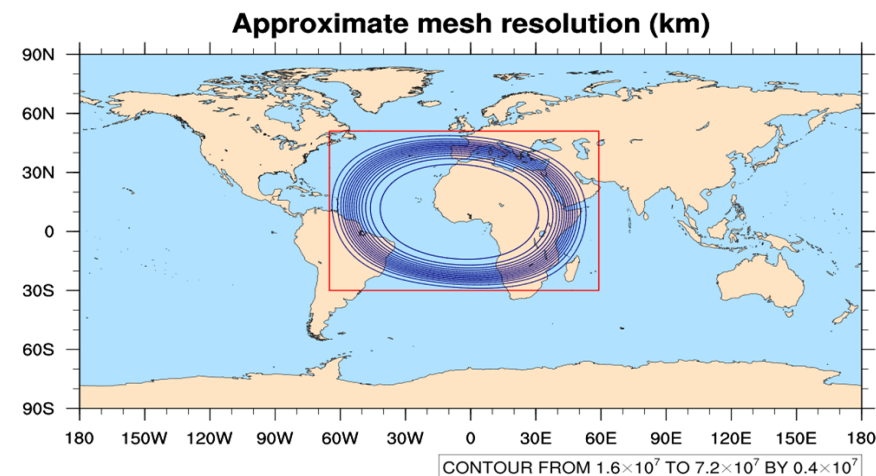 Approximate mesh resolution (km)
90N
60N
30N
0
30S
60S
90S
180 150W 120W 90W 60W 30W 0 30E 60E 90E 120E 150E 180
CONTOUR FROM 1.6×10⁷ TO 7.2×10⁷ BY 0.4×10⁷